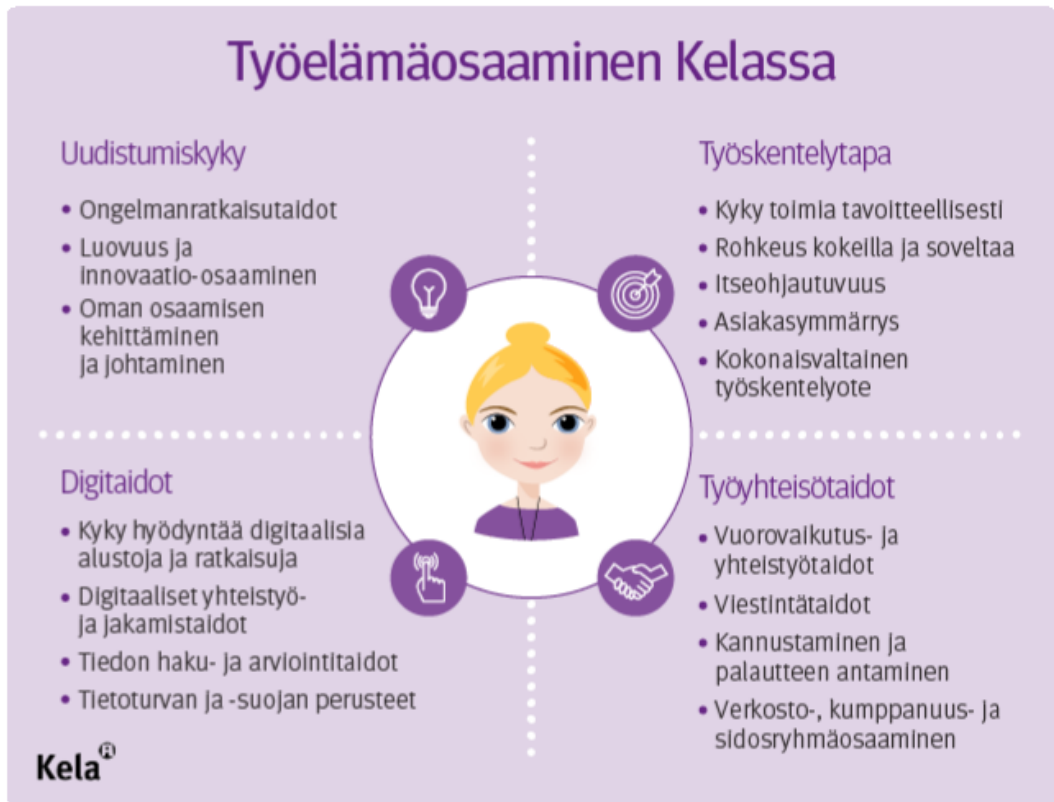 Työelämäosaaminen Kelassa
Uudistumiskyky
• Ongelmanratkaisutaidot
• Luovuus ja
innovaatio-osaaminen
• Oman osaamisen
kehittäminen
ja johtaminen
Työskentelytapa
• Kyky toimia tavoitteellisesti
• Rohkeus kokeilla ja soveltaa
• Itseohjautuvuus
• Asiakasymmärrys
• Kokonaisvaltainen
työskentelyote
Digitaidot
• Kyky hyödyntää digitaalisia
alustoja ja ratkaisuja
• Digitaaliset yhteistyö-
ja jakamistaidot
• Tiedon haku- ja arviointitaidot
• Tietoturvan ja -suojan perusteet
Työyhteisötaidot
• Vuorovaikutus- ja
yhteistyötaidot
• Viestintätaidot
• Kannustaminen ja
palautteen antaminen
• Verkosto-, kumppanuus- ja
sidosryhmäosaaminen
Kela®